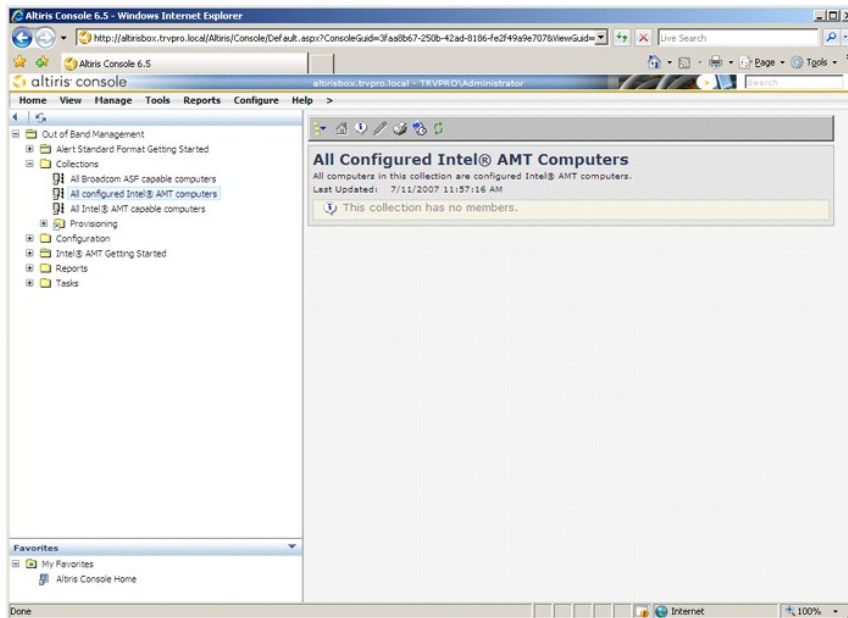 Altiris Console 6.5 - Windows Internet Explorer
http://altirisbox.trvpro.local/Altiris/Console/Default.aspx?ConsoleGuid=3faa8b67-250b-42ad-8186-fe2f49a9e7078ViewGuid=
Live Search
Altiris Console 6.5
Page
Tools
altiris console
altirisbox.trvpro.local - TRVPRO\Administrator
Search
Home View Manage Tools Reports Configure Help >
Out of Band Management
Alert Standard Format Getting Started
Collections
All Broadcom ASF capable computers
All configured Intel® AMT computers
All Intel® AMT capable computers
Provisioning
Configuration
Intel® AMT Getting Started
Reports
Tasks
All Configured Intel® AMT Computers
All computers in this collection are configured Intel® AMT computers.
Last Updated: 7/11/2007 11:57:16 AM
This collection has no members.
Favorites
My Favorites
Altiris Console Home
Done
Internet
100%